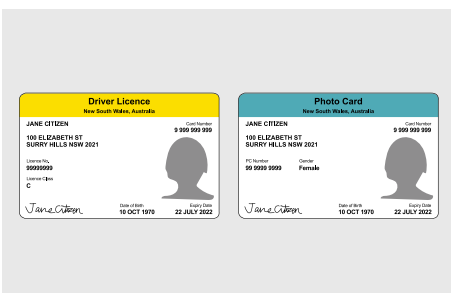 Driver Licence
New South Wales, Australia
JANE CITIZEN
Card Number
9 999 999 999
100 ELIZABETH ST
SURRY HILLS NSW 2021
Licence No.
99999999
Licence Class
C
Jane Citizen
Date of Birth
10 OCT 1970
Expiry Date
22 JULY 2022
Photo Card
New South Wales, Australia
JANE CITIZEN
Card Number
9 999 999 999
100 ELIZABETH ST
SURRY HILLS NSW 2021
PC Number
99 9999 9999
Gender
Female
Jane Citizen
Date of Birth
10 OCT 1970
Expiry Date
22 JULY 2022